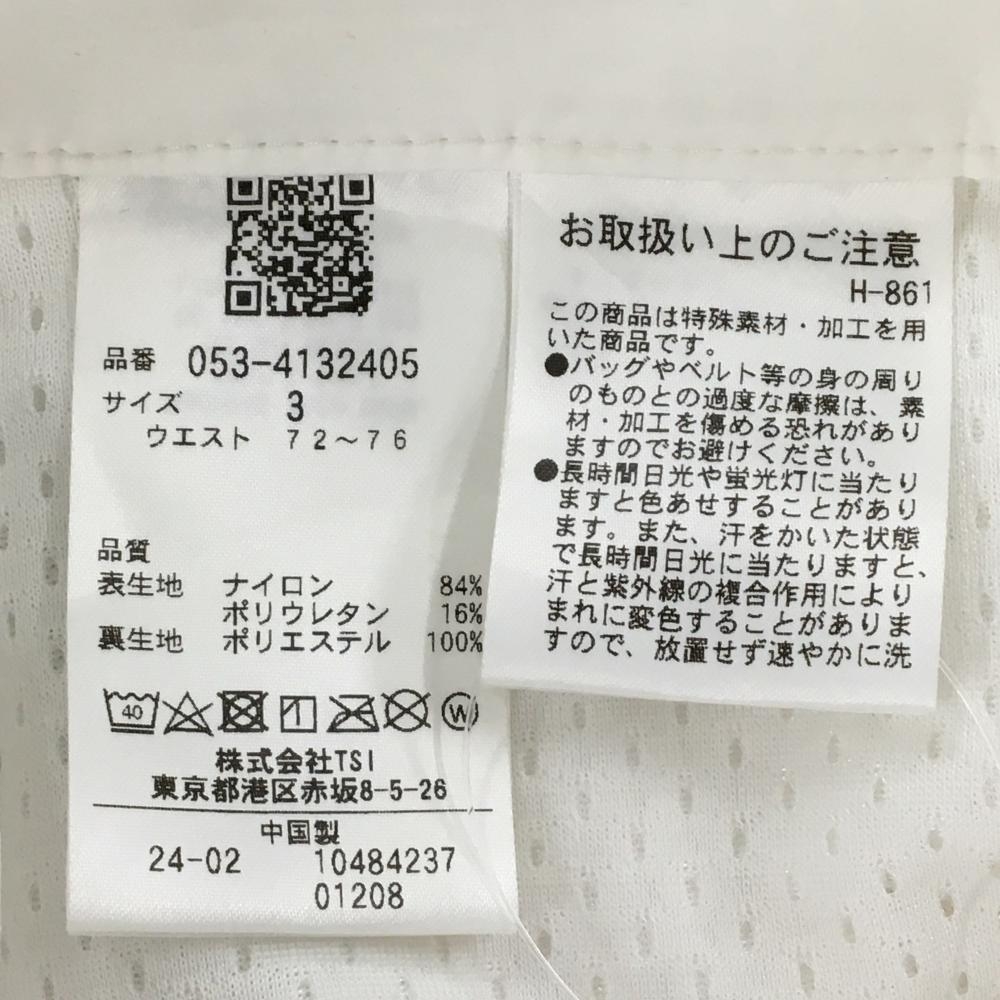 品番 053-4132405
サイズ 3
ウエスト 72～76
品質
表生地 ナイロン 84%
ポリウレタン 16%
裏生地 ポリエステル 100%
40
W
株式会社TSI
東京都港区赤坂8-5-26
中国製
24-02 10484237
01208
お取扱い上のご注意
H-861
この商品は特殊素材・加工を用
いた商品です。
●バッグやベルト等の身の周り
のものとの過度な摩擦は、素
材・加工を傷める恐れがあり
ますのでお避けください。
●長時間日光や蛍光灯に当たり
ますと色あせすることがあり
ます。また、汗をかいた状態
で長時間日光に当たりますと、
汗と紫外線の複合作用により
まれに変色することがありま
すので、放置せず速やかに洗